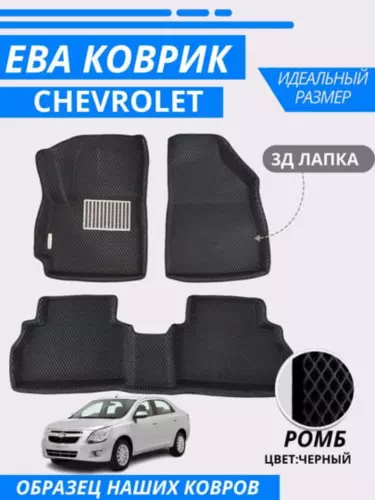 ЕВА КОВРИК
CHEVROLET
ИДЕАЛЬНЫЙ
РАЗМЕР
3Д ЛАПКА
РОМБ
ЦВЕТ:ЧЕРНЫЙ
ОБРАЗЕЦ НАШИХ КОВРОВ